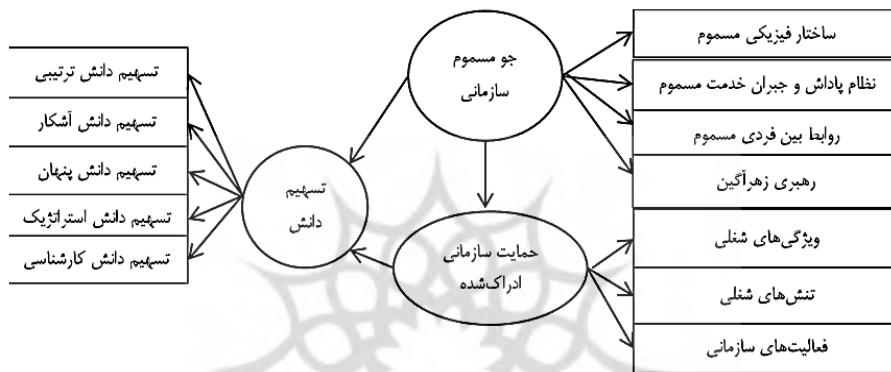 ساختار فیزیکی مسموم
نظام پاداش و جبران خدمت مسموم
روابط بین فردی مسموم
رهبری زهرآگین
ویژگی‌های شغلی
تنش‌های شغلی
فعالیت‌های سازمانی
جو مسموم
سازمانی
حمایت سازمانی
ادراک‌شده
تسهیم
دانش
تسهیم دانش ترتیبی
تسهیم دانش آشکار
تسهیم دانش پنهان
تسهیم دانش استراتژیک
تسهیم دانش کارشناسی